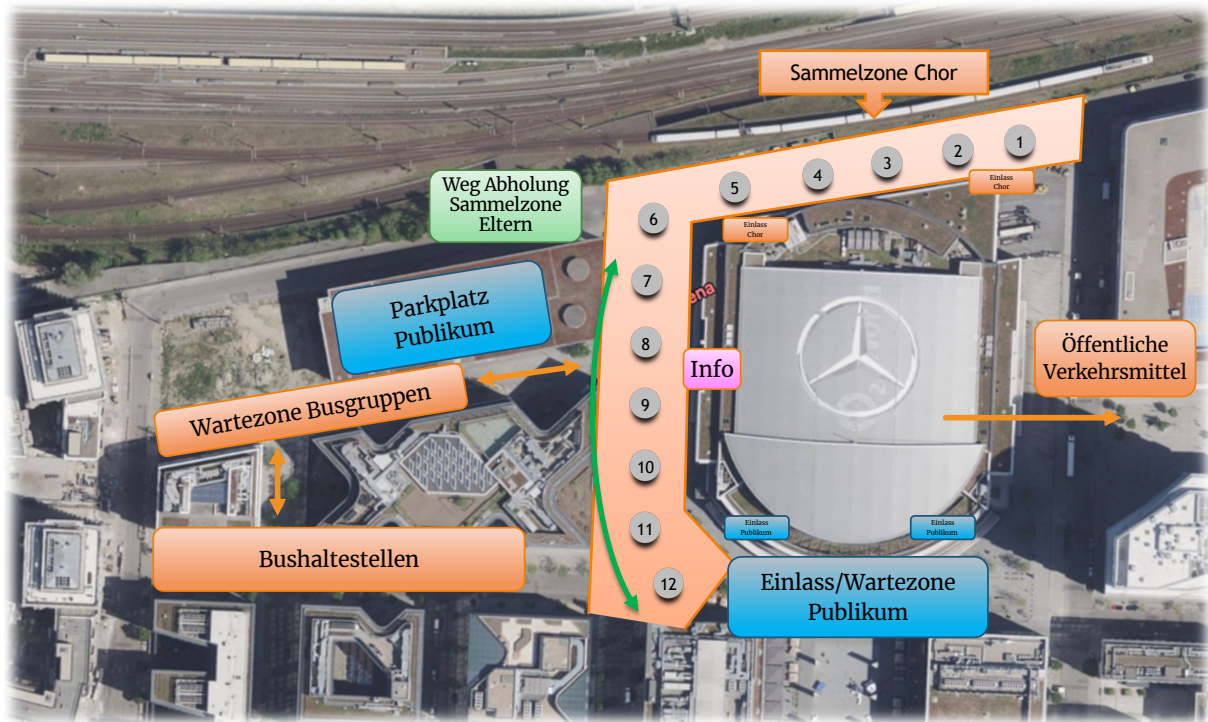 Sammelzone Chor
1
2
3
4
5
6
7
8
9
10
11
12
Einlass
Chor
Einlass
Chor
Weg Abholung
Sammelzone
Eltern
Parkplatz
Publikum
ena
Info
Öffentliche
Verkehrsmittel
Wartezone Busgruppen
Bushaltestellen
Einlass
Publikum
Einlass
Publikum
Einlass/Wartezone
Publikum